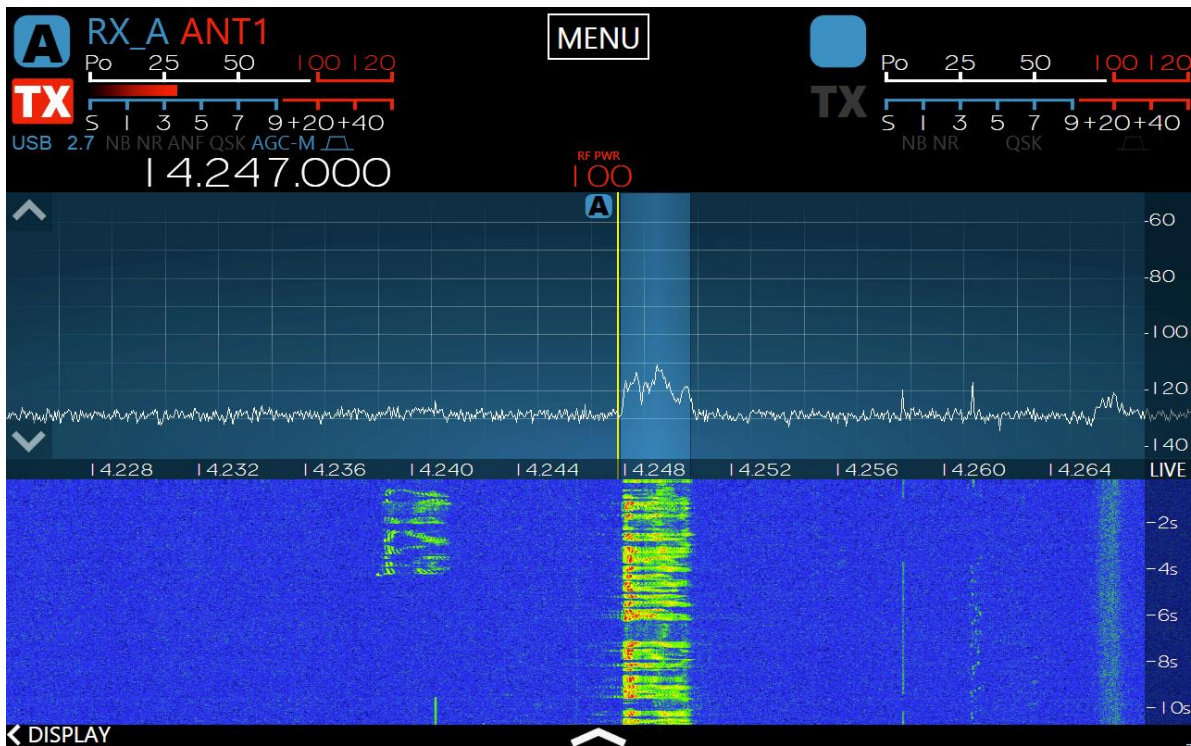 A RX_A ANT1 MENU
Po 25 50 100 120 Po 25 50 100 120
TX TX
S 1 3 5 7 9+20+40 S 1 3 5 7 9+20+40
USB 2.7 NB NR ANF QSK AGC-M NB NR QSK
14.247.000
RF PWR
100
A
-60
-80
-100
-120
-140
14.228 14.232 14.236 14.240 14.244 14.248 14.252 14.256 14.260 14.264 LIVE
-2s
-4s
-6s
-8s
-10s
DISPLAY